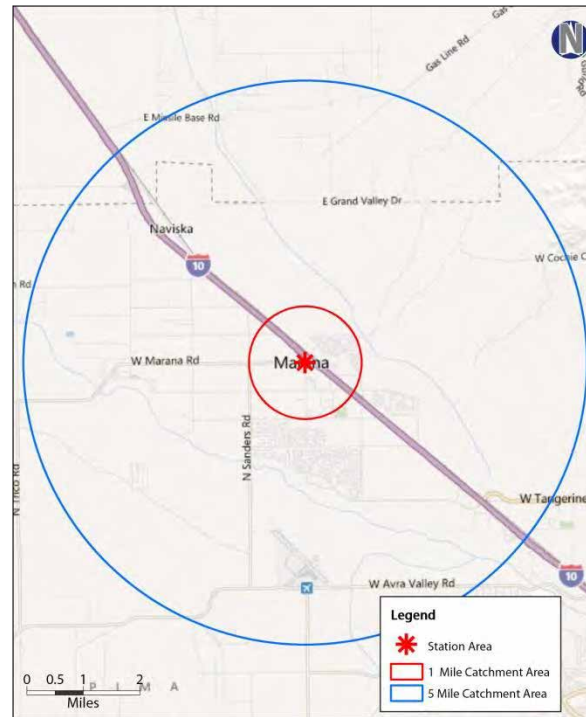 Gas Line Rd
N
E Missile Base Rd
E Grand Valley Dr
Naviska
10
W Cochie C
n Rd
W Marana Rd
Marana
N Sanders Rd
N Trico Rd
W Tangerine
10
W Avra Valley Rd
Legend
Station Area
1 Mile Catchment Area
5 Mile Catchment Area
0 0.5 1 2
Miles
P I M A